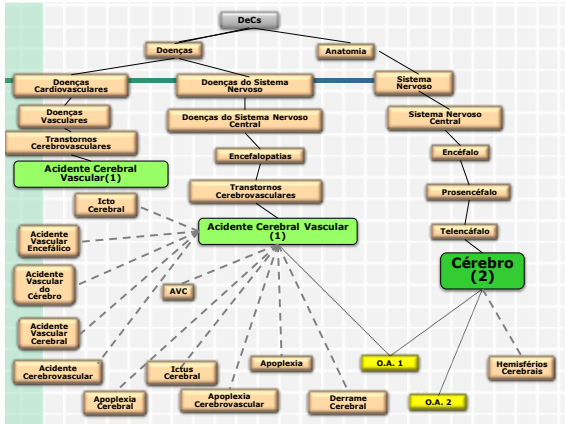 DeCs
Doenças
Anatomia
Doenças
Cardiovasculares
Doenças do Sistema
Nervoso
Sistema
Nervoso
Doenças
Vasculares
Doenças do Sistema Nervoso
Central
Sistema Nervoso
Central
Transtornos
Cerebrovasculares
Encefalopatias
Encéfalo
Acidente Cerebral
Vascular(1)
Transtornos
Cerebrovasculares
Prosencéfalo
Icto
Cerebral
Acidente Cerebral Vascular
(1)
Telencáfalo
Acidente
Vascular
Encefálico
Cérebro
(2)
Acidente
Vascular
do
Cérebro
AVC
Acidente
Vascular
Cerebral
Acidente
Cerebrovascular
Ictus
Cerebral
Apoplexia
O.A. 1
Hemisférios
Cerebrais
Apoplexia
Cerebral
Apoplexia
Cerebrovascular
Derrame
Cerebral
O.A. 2